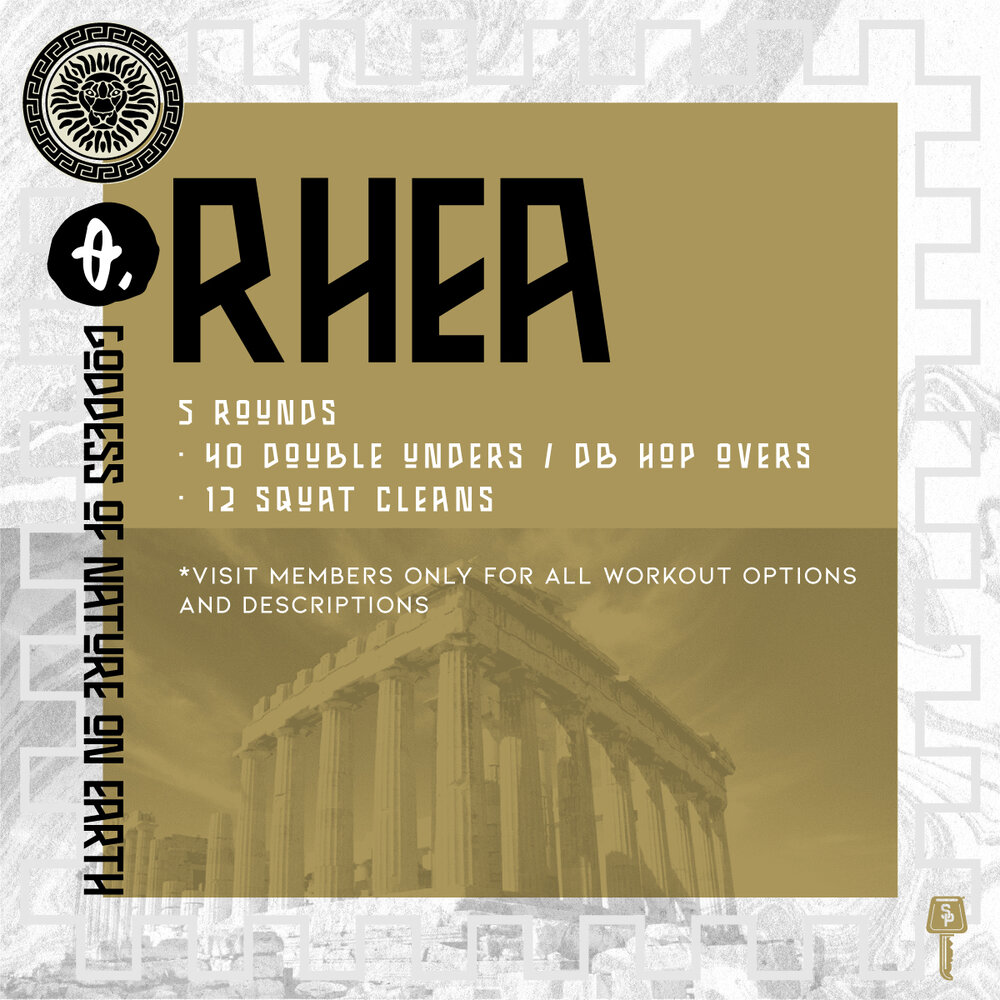 RHEA
5 ROUNDS
· 40 DOUBLE UNDERS / DB HOP OVERS
· 12 SQUAT CLEANS
*VISIT MEMBERS ONLY FOR ALL WORKOUT OPTIONS
AND DESCRIPTIONS
GODDESS OF NATURE ON EARTH
SP